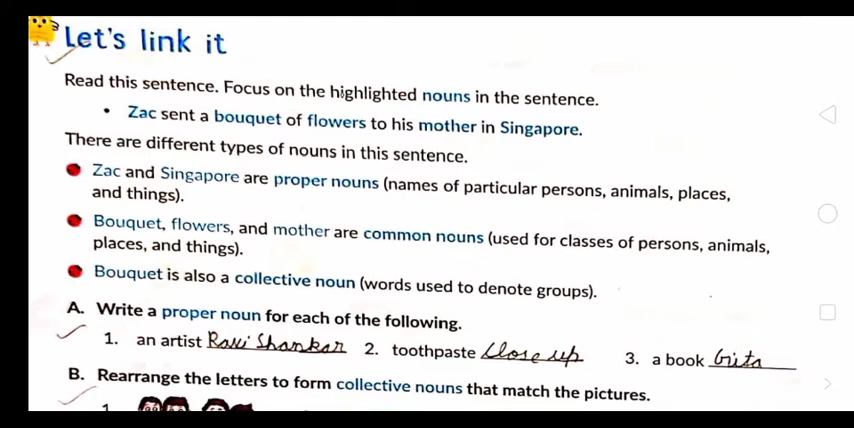 Let's link it
Read this sentence. Focus on the highlighted nouns in the sentence.
• Zac sent a bouquet of flowers to his mother in Singapore.
There are different types of nouns in this sentence.
Zac and Singapore are proper nouns (names of particular persons, animals, places,
and things).
Bouquet, flowers, and mother are common nouns (used for classes of persons, animals,
places, and things).
Bouquet is also a collective noun (words used to denote groups).
A. Write a proper noun for each of the following.
1. an artist Ravi Shankar 2. toothpaste Close up 3. a book Gita
B. Rearrange the letters to form collective nouns that match the pictures.
1